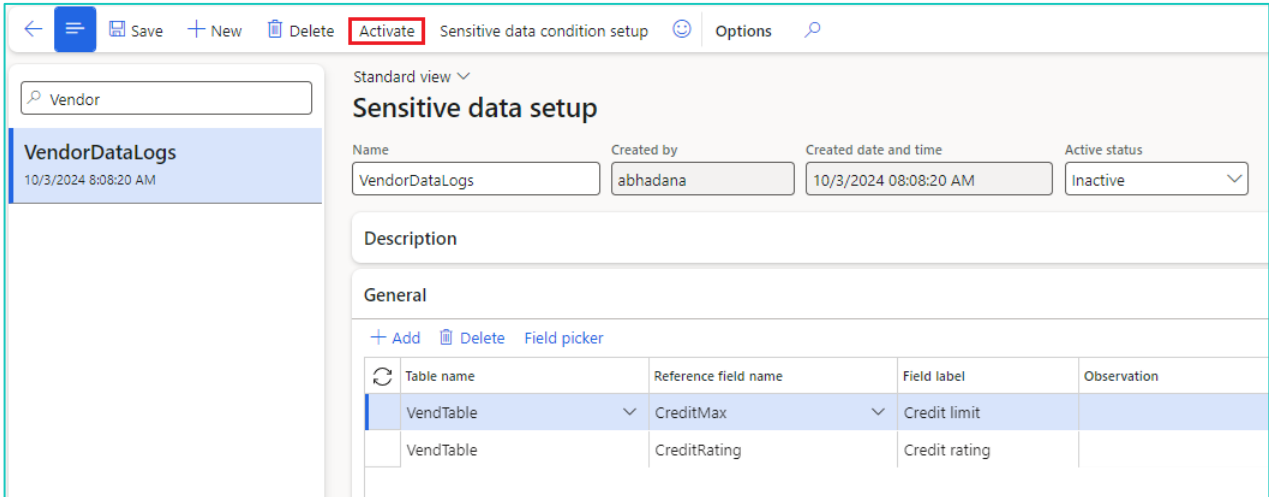 Save New Delete Activate Sensitive data condition setup Options
Vendor
VendorDataLogs
10/3/2024 8:08:20 AM
Standard view
Sensitive data setup
Name Created by Created date and time Active status
VendorDataLogs abhadana 10/3/2024 08:08:20 AM Inactive
Description
General
Add Delete Field picker
Table name Reference field name Field label Observation
VendTable CreditMax Credit limit
VendTable CreditRating Credit rating